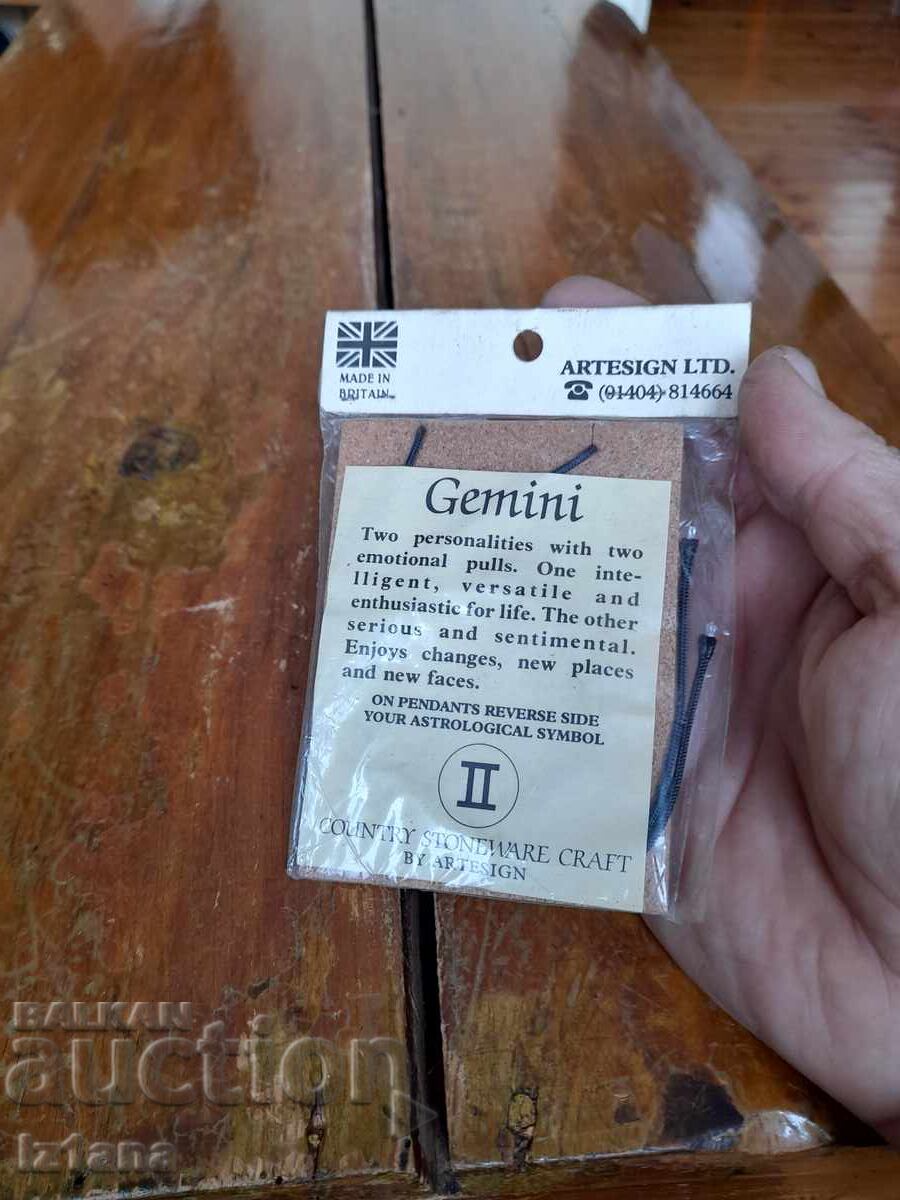 MADE IN
BRITAIN
ARTESIGN LTD.
☎ (01404) 814664
Gemini
Two personalities with two
emotional pulls. One inte-
lligent, versatile and
enthusiastic for life. The other
serious and sentimental.
Enjoys changes, new places
and new faces.
ON PENDANTS REVERSE SIDE
YOUR ASTROLOGICAL SYMBOL
II
COUNTRY STONEWARE CRAFT
BY ARTESIGN
BALKAN
auction
iz1ana